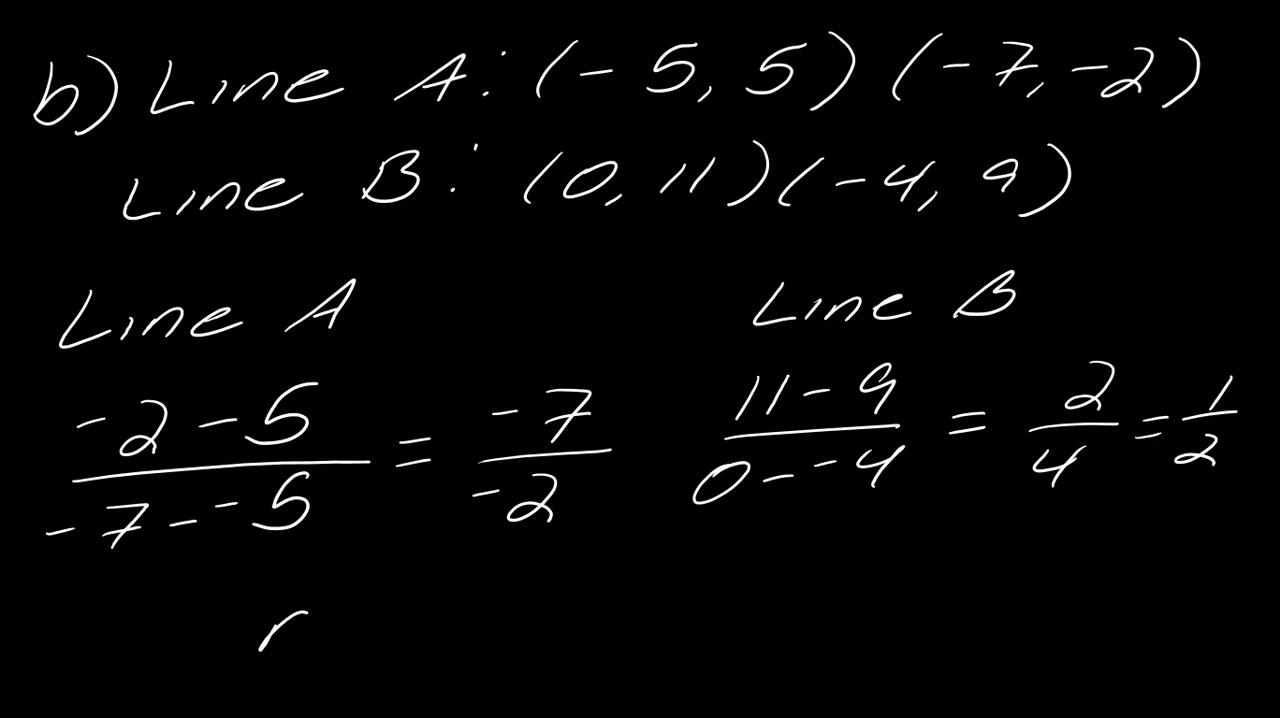 b) Line A: (-5, 5) (-7, -2)
Line B: (0, 11) (-4, 9)
Line A
Line B
-2 - 5 / -7 - -5 = -7 / -2
11 - 9 / 0 - -4 = 2 / 4 = 1 / 2